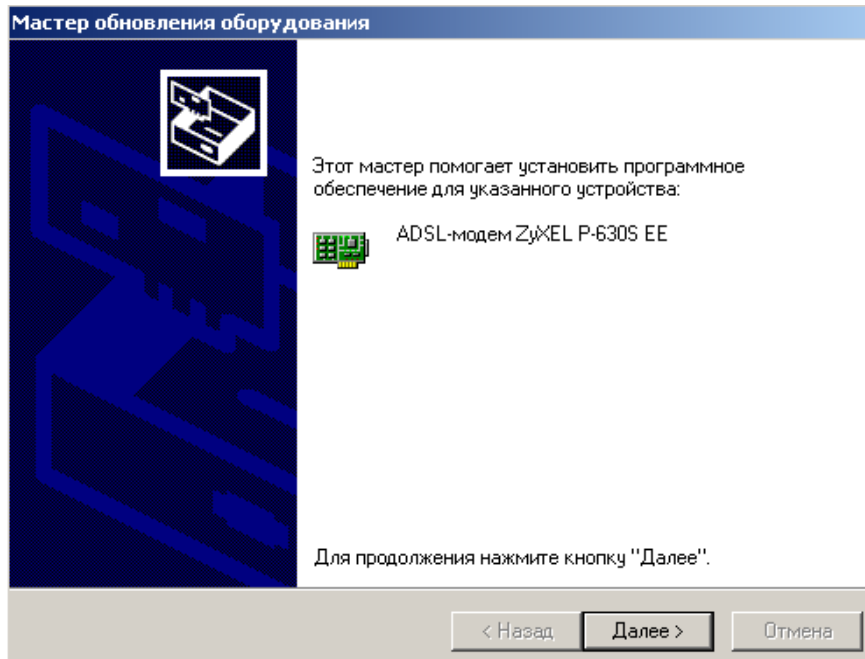 Мастер обновления оборудования
Этот мастер помогает установить программное
обеспечение для указанного устройства:
ADSL-модем ZyXEL P-630S EE
Для продолжения нажмите кнопку "Далее".
< Назад
Далее >
Отмена